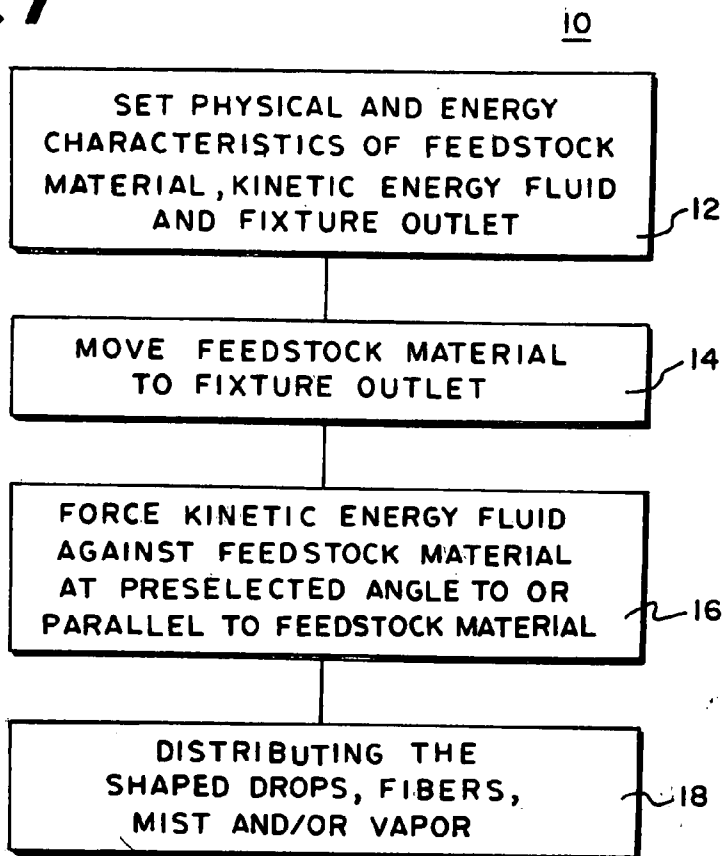 10
SET PHYSICAL AND ENERGY
CHARACTERISTICS OF FEEDSTOCK
MATERIAL, KINETIC ENERGY FLUID
AND FIXTURE OUTLET
12
MOVE FEEDSTOCK MATERIAL
TO FIXTURE OUTLET
14
FORCE KINETIC ENERGY FLUID
AGAINST FEEDSTOCK MATERIAL
AT PRESELECTED ANGLE TO OR
PARALLEL TO FEEDSTOCK MATERIAL
16
DISTRIBUTING THE
SHAPED DROPS, FIBERS,
MIST AND/OR VAPOR
18